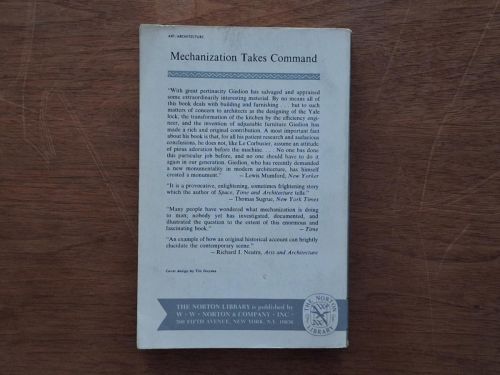 ART: ARCHITECTURE
Mechanization Takes Command
"With great pertinacity Giedion has salvaged and appraised
some extraordinarily interesting material. By no means all of
this book deals with building and furnishing . . . but to such
matters of concern to architects as the designing of the Yale
lock, the transformation of the kitchen by the efficiency engi-
neer, and the invention of adjustable furniture Giedion has
made a rich and original contribution. A most important fact
about his book is that, for all his patient research and audacious
conclusions, he does not, like Le Corbusier, assume an attitude
of pious adoration before the machine. . . . No one has done
this particular job before, and no one should have to do it
again in our generation. Giedion, who has recently demanded
a new monumentality in modern architecture, has himself
created a monument."
— Lewis Mumford, New Yorker
"It is a provocative, enlightening, sometimes frightening story
which the author of Space, Time and Architecture tells."
— Thomas Sugrue, New York Times
"Many people have wondered what mechanization is doing
to man; nobody yet has investigated, documented, and
illustrated the question to the extent of this enormous and
fascinating book."
— Time
"An example of how an original historical account can brightly
elucidate the contemporary scene."
— Richard J. Neutra, Arts and Architecture
Cover design by Tim
THE NORTON LIBRARY is published by
W · W · NORTON & COMPANY · INC ·
500 FIFTH AVENUE, NEW YORK, N.Y. 10036
THE NORTON
LIBRARY